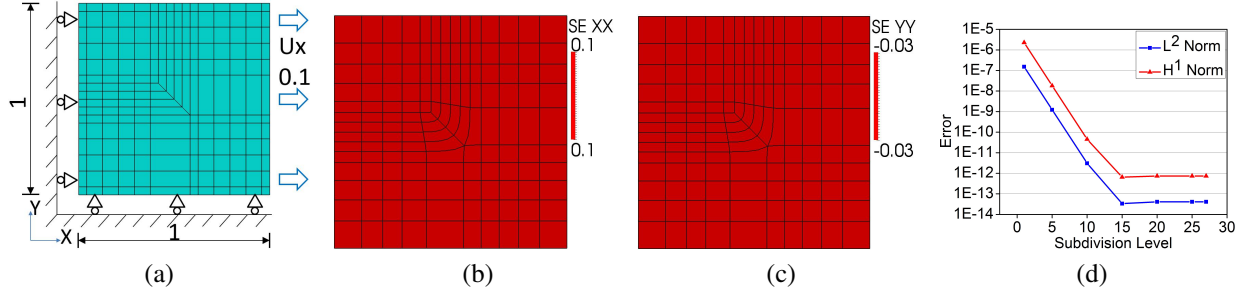 Ux
0.1
1
Y
X
1
(a)
SE XX
0.1
0.1
(b)
SE YY
-0.03
-0.03
(c)
1E-5
1E-6
1E-7
1E-8
1E-9
1E-10
1E-11
1E-12
1E-13
1E-14
Error
L² Norm
H¹ Norm
0 5 10 15 20 25 30
Subdivision Level
(d)